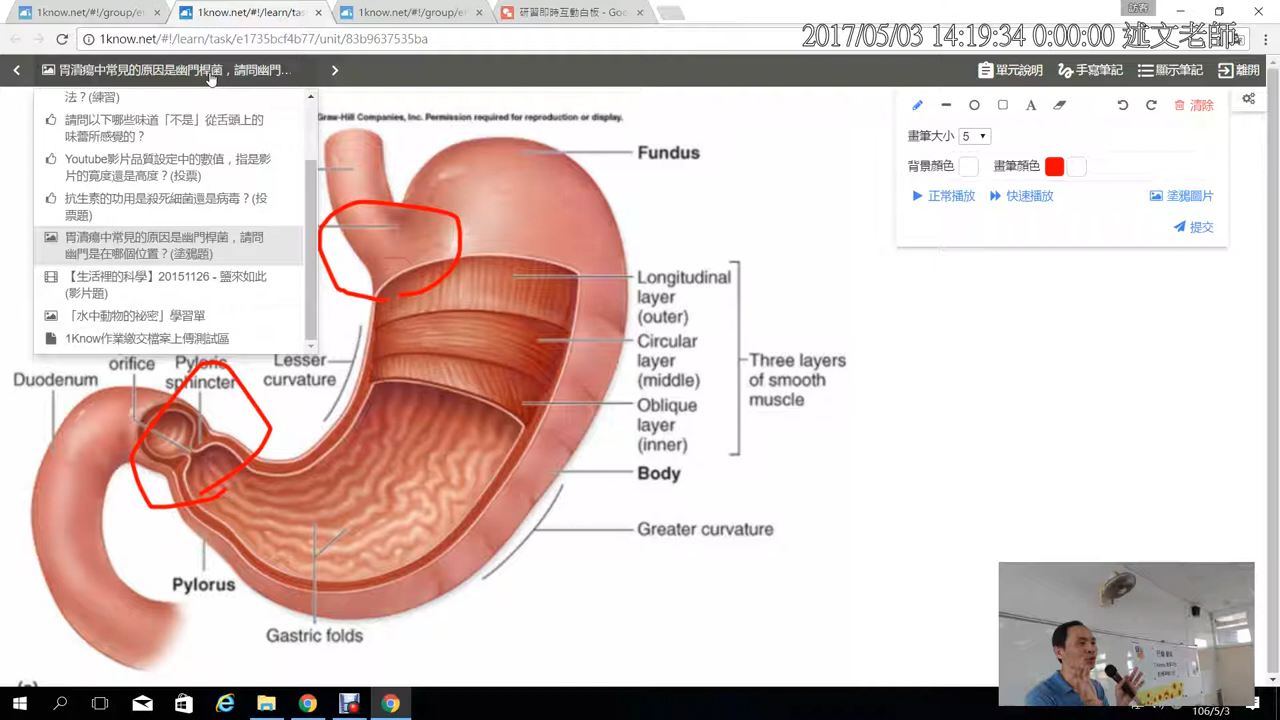 1know.net/#!/group/e
1know.net/#!/learn/tas
1know.net/#!/group/ef
研習即時互動白板 - Goo
訪客
1know.net/#!/learn/task/e1735bcf4b77/unit/83b9637535ba
2017/05/03 14:19:34 0:00:00 述文老師
胃潰瘍中常見的原因是幽門桿菌，請問幽門...
單元說明
手寫筆記
顯示筆記
離開
法？(練習)
請問以下哪些味道「不是」從舌頭上的
味蕾所感覺的？
Youtube影片品質設定中的數值，指是影
片的寬度還是高度？(投票)
抗生素的功用是殺死細菌還是病毒？(投
票題)
胃潰瘍中常見的原因是幽門桿菌，請問
幽門是在哪個位置？(塗鴉題)
【生活裡的科學】20151126 - 鹽末如此
(影片題)
「水中動物的祕密」學習單
1Know作業繳交檔案上傳測試區
raw-Hill Companies, Inc. Permission required for reproduction or display.
A
清除
畫筆大小 5
背景顏色
畫筆顏色
正常播放
快速播放
塗鴉圖片
提交
Fundus
Longitudinal
layer
(outer)
Circular
layer
(middle)
Oblique
layer
(inner)
Three layers
of smooth
muscle
Body
Greater curvature
orifice
Pyloric
sphincter
Lesser
curvature
Duodenum
Pylorus
Gastric folds
106/5/3